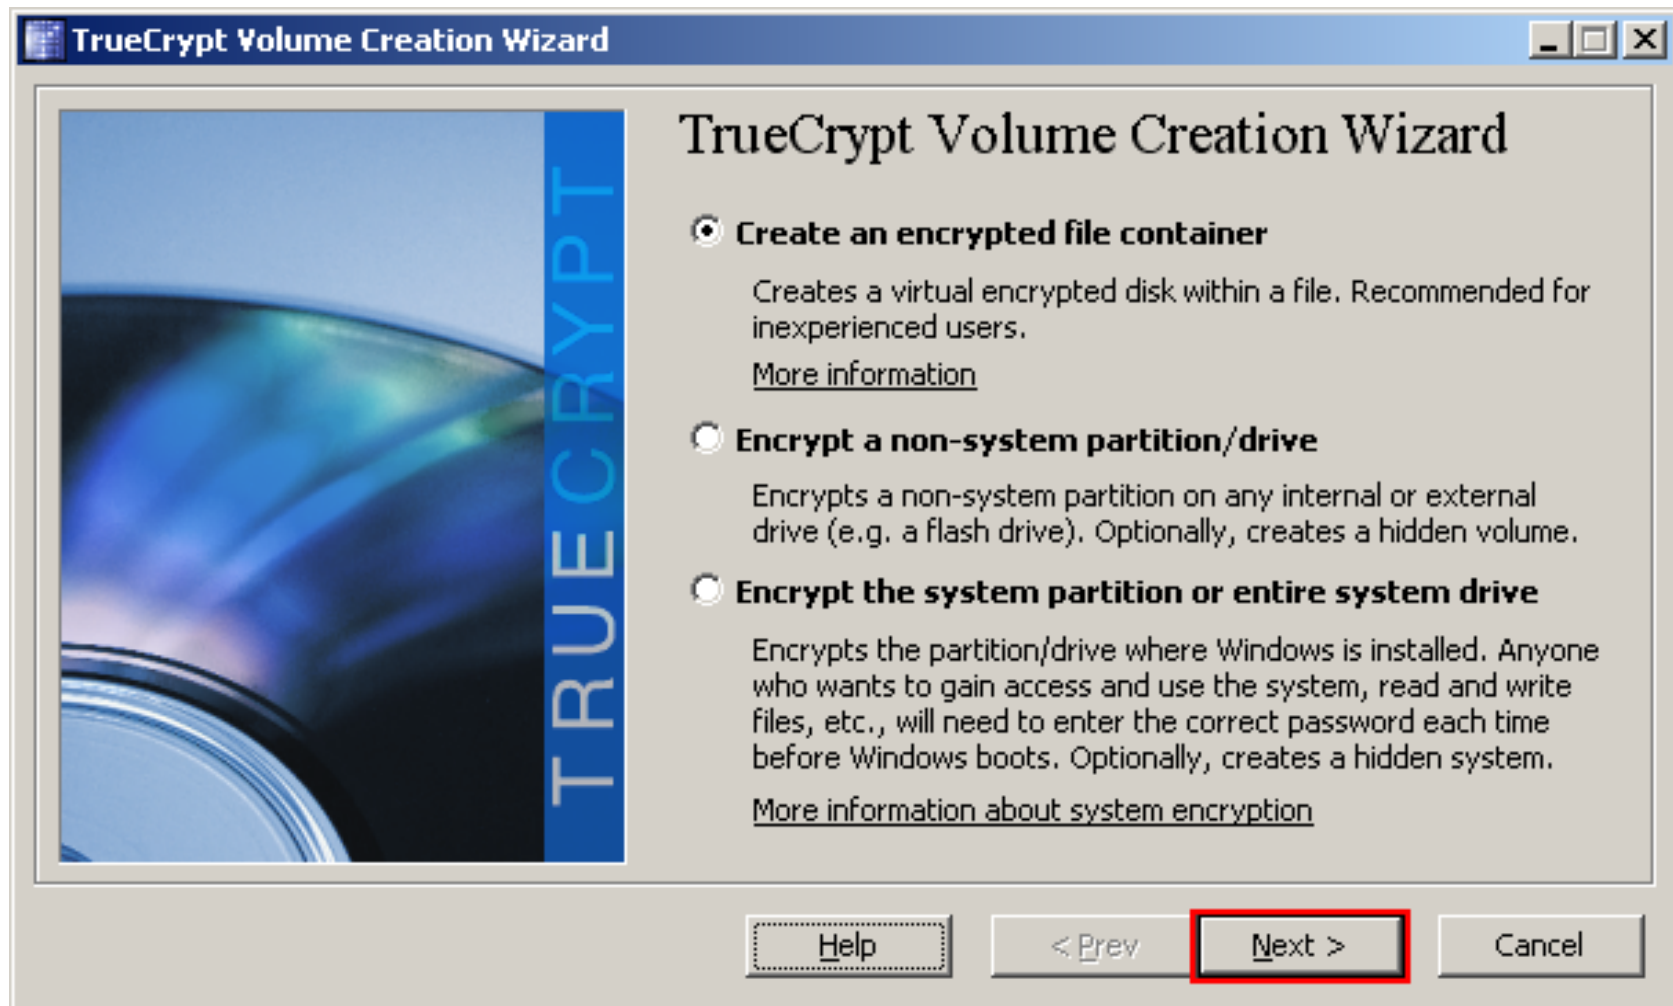 TrueCrypt Volume Creation Wizard
TRUECRYPT
TrueCrypt Volume Creation Wizard
Create an encrypted file container
Creates a virtual encrypted disk within a file. Recommended for
inexperienced users.
More information
Encrypt a non-system partition/drive
Encrypts a non-system partition on any internal or external
drive (e.g. a flash drive). Optionally, creates a hidden volume.
Encrypt the system partition or entire system drive
Encrypts the partition/drive where Windows is installed. Anyone
who wants to gain access and use the system, read and write
files, etc., will need to enter the correct password each time
before Windows boots. Optionally, creates a hidden system.
More information about system encryption
Help
< Prev
Next >
Cancel